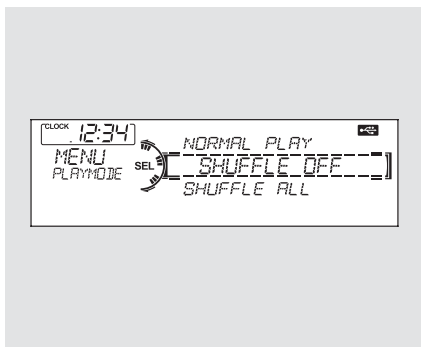 CLOCK 12:34
NORMAL PLAY
MENU
SEL
SHUFFLE OFF
PLAYMODE
SHUFFLE ALL